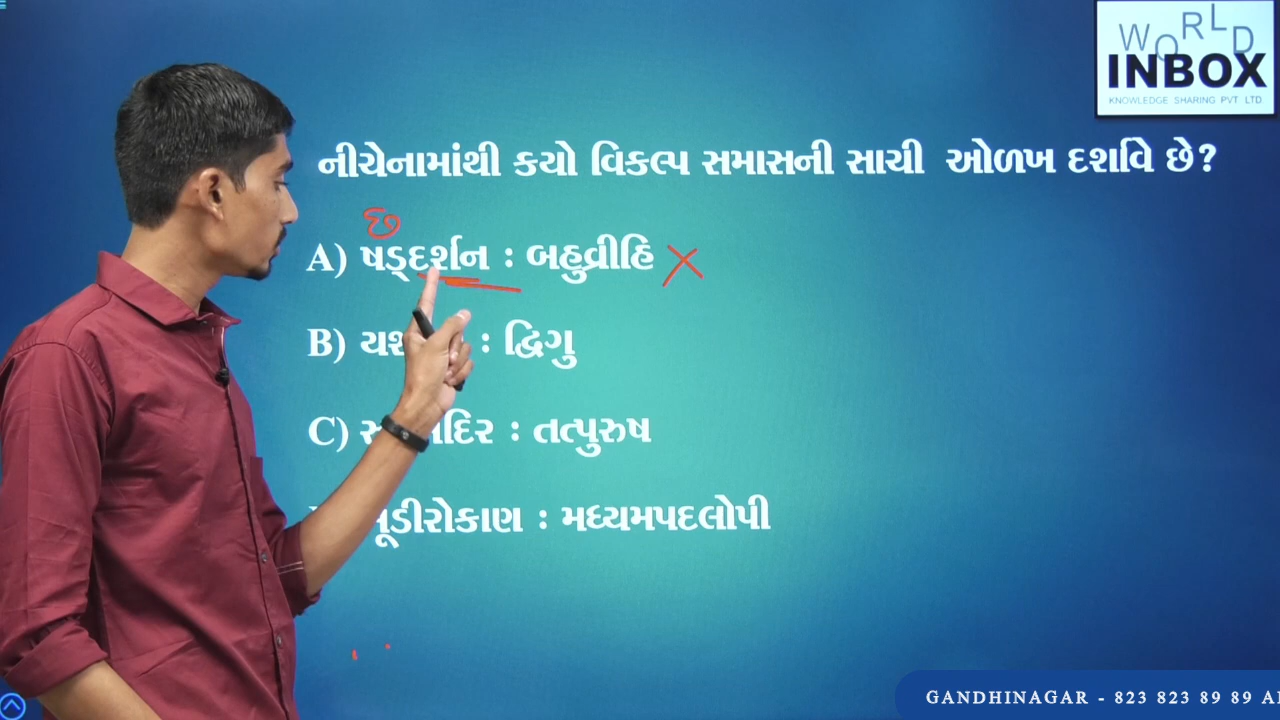 WORLD
INBOX
KNOWLEDGE SHARING PVT LTD.
નીચેનામાંથી કયો વિકલ્પ સમાસની સાચી ઓળખ દર્શાવે છે?
છ
A) ષડ્દર્શન : બહુવ્રીહિ
B) : દ્વિગુ
C) : તત્પુરુષ
: મધ્યમપદલોપી
GANDHINAGAR - 823 823 89 89